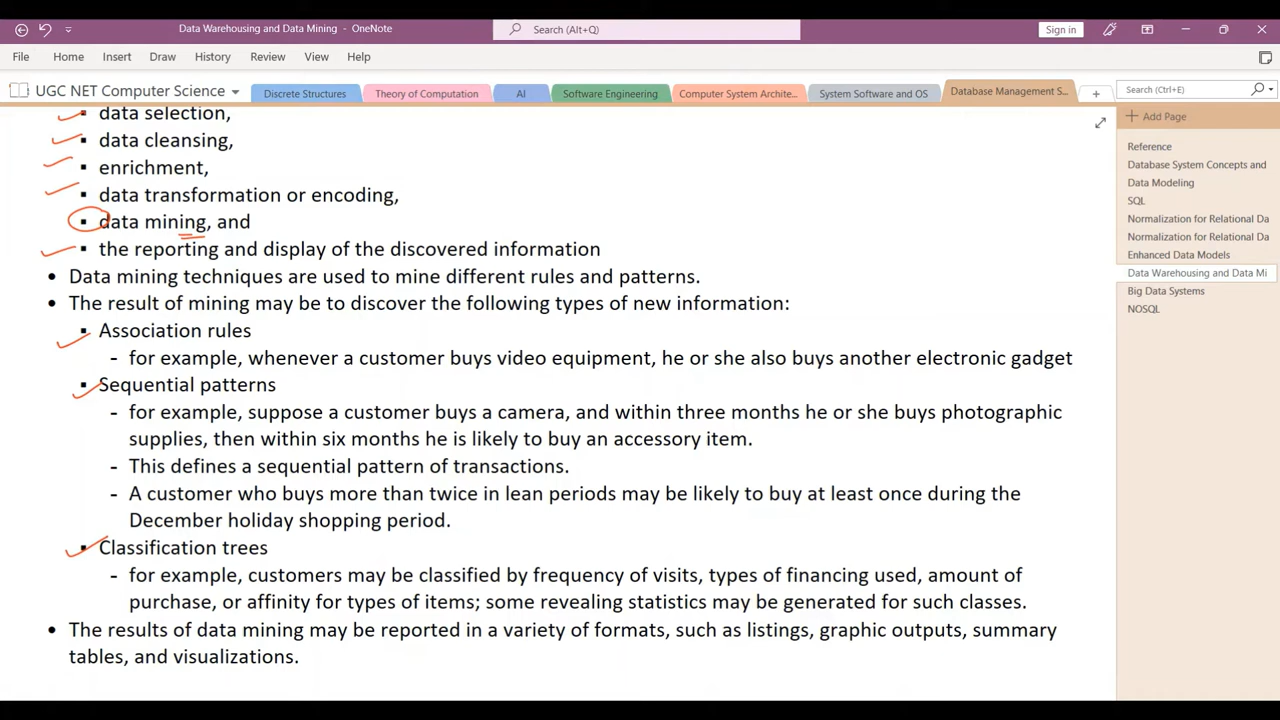 Data Warehousing and Data Mining - OneNote
Search (Alt+Q)
Sign in
File Home Insert Draw History Review View Help
UGC NET Computer Science
Discrete Structures
Theory of Computation
AI
Software Engineering
Computer System Archite...
System Software and OS
Database Management S...
+
Search (Ctrl+E)
+ Add Page
Reference
Database System Concepts and
Data Modeling
SQL
Normalization for Relational Da
Normalization for Relational Da
Enhanced Data Models
Data Warehousing and Data Mi
Big Data Systems
NOSQL
▪ data selection,
▪ data cleansing,
▪ enrichment,
▪ data transformation or encoding,
▪ data mining, and
▪ the reporting and display of the discovered information
• Data mining techniques are used to mine different rules and patterns.
• The result of mining may be to discover the following types of new information:
▪ Association rules
- for example, whenever a customer buys video equipment, he or she also buys another electronic gadget
▪ Sequential patterns
- for example, suppose a customer buys a camera, and within three months he or she buys photographic
supplies, then within six months he is likely to buy an accessory item.
- This defines a sequential pattern of transactions.
- A customer who buys more than twice in lean periods may be likely to buy at least once during the
December holiday shopping period.
▪ Classification trees
- for example, customers may be classified by frequency of visits, types of financing used, amount of
purchase, or affinity for types of items; some revealing statistics may be generated for such classes.
• The results of data mining may be reported in a variety of formats, such as listings, graphic outputs, summary
tables, and visualizations.